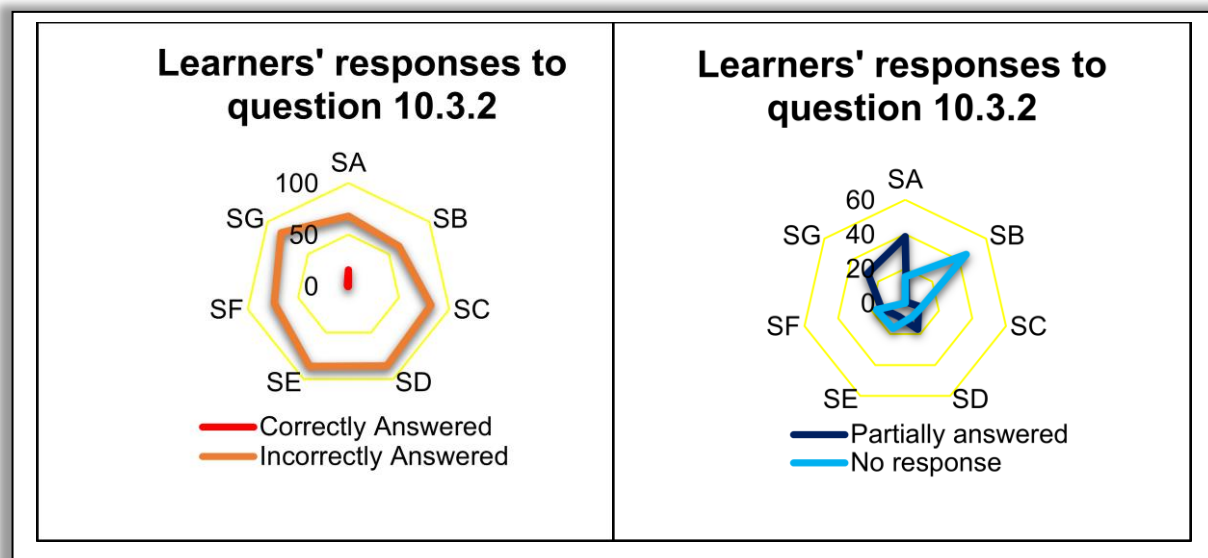 Learners' responses to
question 10.3.2
SA
100
SG
SB
50
0
SF
SC
SE
SD
Correctly Answered
Incorrectly Answered
Learners' responses to
question 10.3.2
SA
60
SG
40
SB
20
0
SF
SC
SE
SD
Partially answered
No response